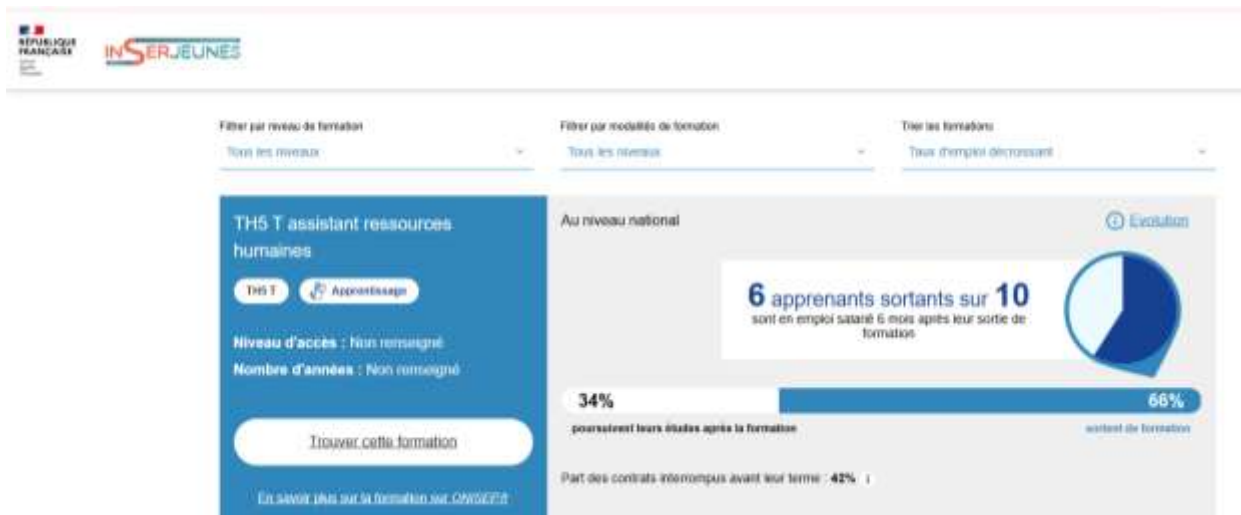 RÉPUBLIQUE
FRANÇAISE
INSERJEUNES
Filtrer par niveau de formation
Tous les niveaux
Filtrer par modalités de formation
Tous les niveaux
Trier les formations
Taux d'emploi décroissant
TH5 T assistant ressources
humaines
TH5 T
Apprentissage
Niveau d'accès : Non renseigné
Nombre d'années : Non renseigné
Trouver cette formation
En savoir plus sur la formation sur ONISEP.fr
Au niveau national
Evolution
6 apprenants sortants sur 10
sont en emploi salarié 6 mois après leur sortie de
formation
34%
66%
poursuivent leurs études après la formation
sortent de formation
Part des contrats interrompus avant leur terme : 42%